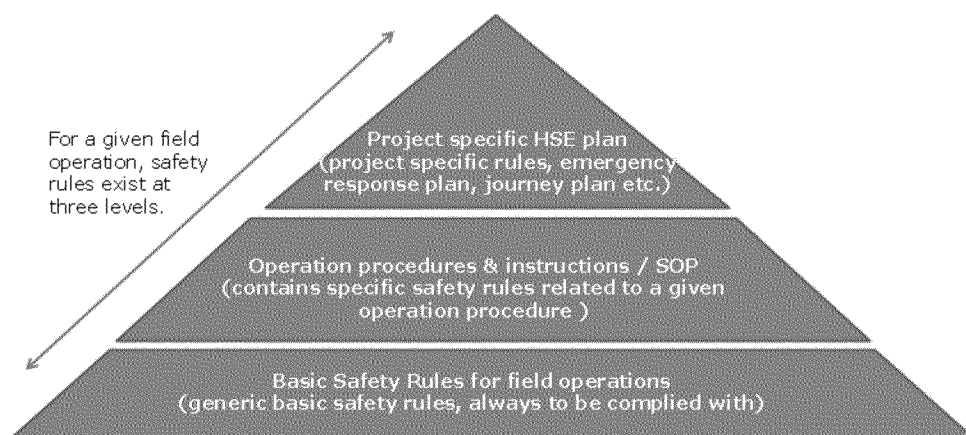 For a given field
operation, safety
rules exist at
three levels.
Project specific HSE plan
(project specific rules, emergency
response plan, journey plan etc.)
Operation procedures & instructions / SOP
(contains specific safety rules related to a given
operation procedure )
Basic Safety Rules for field operations
(generic basic safety rules, always to be complied with)